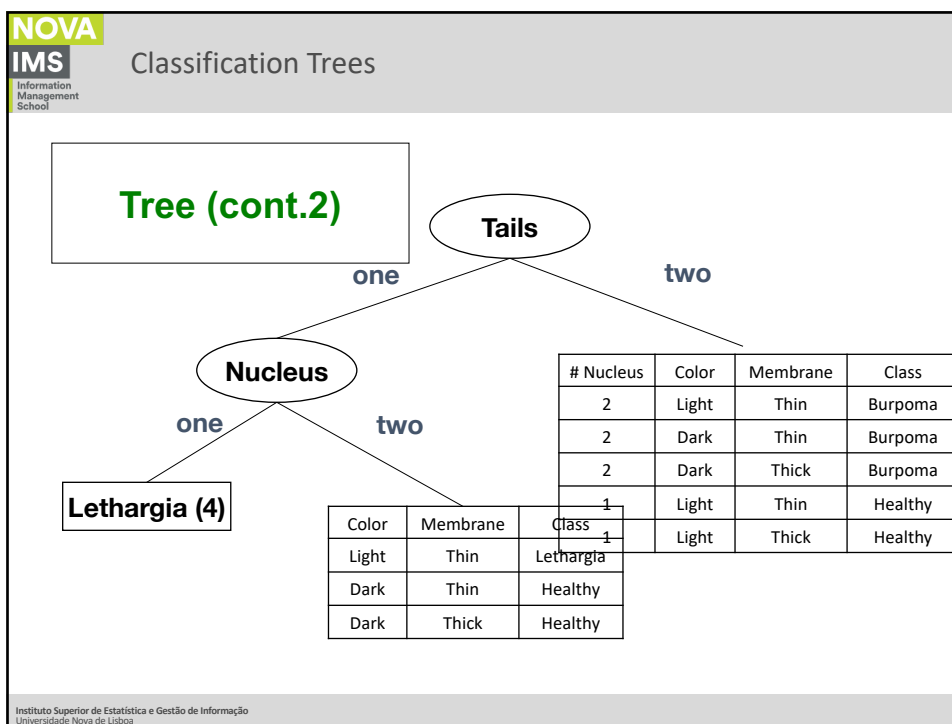 NOVA
IMS
Information
Management
School
Classification Trees
Tree (cont.2)
Tails
one
two
Nucleus
one
two
Lethargia (4)
# Nucleus Color Membrane Class
2 Light Thin Burpoma
2 Dark Thin Burpoma
2 Dark Thick Burpoma
1 Light Thin Healthy
1 Light Thick Healthy
Color Membrane Class
Light Thin Lethargia
Dark Thin Healthy
Dark Thick Healthy
Instituto Superior de Estatística e Gestão de Informação
Universidade Nova de Lisboa